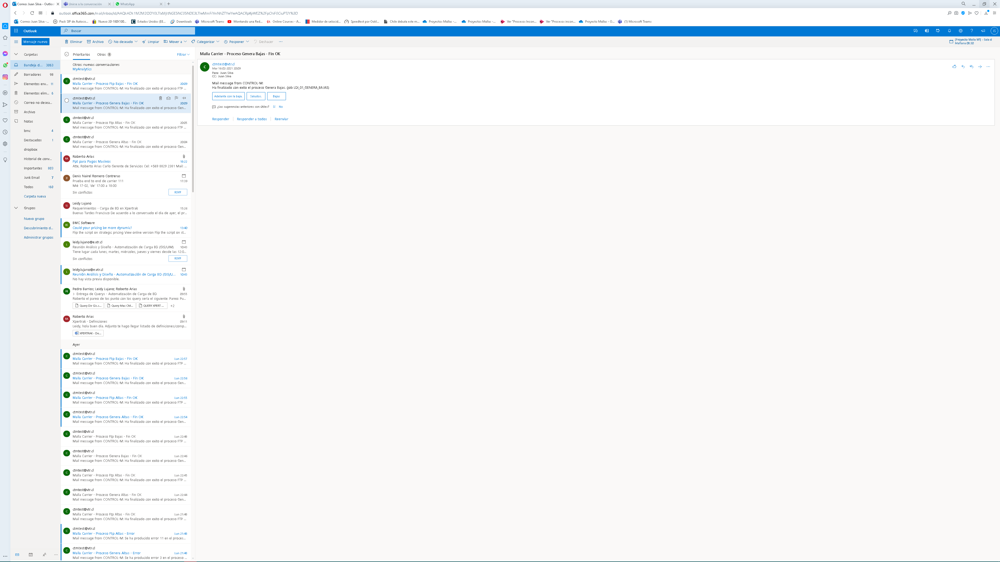 Correo: Juan Silva - Outlo
Unirse a la conversación
WhatsApp
outlook.office365.com/mail/inbox/id/
Correo: Juan Silva -...
Pack SIP de Autoco...
Nuevo 20-180X100...
Estados Unidos (EE...
Downloads
Microsoft Teams
Montando una Red...
Online Courses - A...
Medidor de velocid...
Speedtest por Ookl...
Chile debuta este m...
Proyectos Mallas -...
Proyectos Mallas -...
Ver "Procesos Incon...
Ver "Procesos incon...
Proyecto Mallas - O...
(1) Microsoft Teams
Outlook
Buscar
JS
Mensaje nuevo
Eliminar
Archivo
No deseado
Limpiar
Mover a
Categorizar
Posponer
Deshacer
[Proyecto Malla M1] - Sala d
Mañana 08:30
Carpetas
Bandeja d... 3063
Borradores 98
Elementos env... 11
Elementos elim... 6
Correo no desea...
Archivo
Notas
bmc 4
Destacados 1
dropbox
Historial de conv...
Importantes 803
Junk Email 7
Todos 160
Carpeta nueva
Grupos
Nuevo grupo
Descubrimiento d...
Administrar grupos
Prioritarios
Otros 1
Filtrar
Otros: nuevas conversaciones
MyAnalytics
C
ctmtest@vtr.cl
Malla Carrier - Proceso Ftp Bajas - Fin OK 20:09
Mail message from CONTROL-M: Ha finalizado con exito el proceso FTP ...
ctmtest@vtr.cl
Malla Carrier - Proceso Genera Bajas - Fin OK 20:09
Mail message from CONTROL-M: Ha finalizado con exito el proceso Gen...
C
ctmtest@vtr.cl
Malla Carrier - Proceso Ftp Altas - Fin OK 20:05
Mail message from CONTROL-M: Ha finalizado con exito el proceso FTP ...
C
ctmtest@vtr.cl
Malla Carrier - Proceso Genera Altas - Fin OK 20:04
Mail message from CONTROL-M: Ha finalizado con exito el proceso Gen...
RA
Roberto Arias
Ppt para Pagos Masivos 18:22
Atte, Roberto Arias Carlo Gerente de Servicios Cel: +569 8829 2381 Mail: ...
D
Denis Nairel Romero Contreras
Prueba end to end de carrier 111 17:39
Mié 17-02, 'de' 17:00 a 18:00
Sin conflictos RSVP
LL
Leidy Lujano
Requerimientos - Carga de BD en Xpertrak 15:26
Buenas Tardes Francisco De acuerdo a lo conversado el dia de ayer, el pr...
BS
BMC Software
Could your pricing be more dynamic? 13:40
Flip the script on strategic pricing View online version Flip the script on st...
L
leidy.lujano@e.vtr.cl
Reunión Análisis y Diseño - Automatización de Carga BD (GIS/UIM) 10:43
Tiene lugar cada lunes, martes, miércoles, jueves y viernes desde las 12:0...
Sin conflictos RSVP
L
leidy.lujano@e.vtr.cl
Reunión Análisis y Diseño - Automatización de Carga BD (GIS/U... 10:43
No hay vista previa disponible.
PB
Pedro Barrios; Leidy Lujano; Roberto Arias
Entrega de Querys - Automatización de Carga de BD 09:55
Roberto el pareo de los punto con los query sería el siguiente: Pareo: Pu...
Query Dir Gis.s... Query Mac CM... QUERY XPERT ... +2
RA
Roberto Arias
Xpertrak - Definiciones 09:11
Leidy, hola buen día. Adjunto te hago llegar listado de definiciones/comp...
XPERTRAK - De...
Ayer
C
ctmtest@vtr.cl
Malla Carrier - Proceso Ftp Bajas - Fin OK Lun 22:57
Mail message from CONTROL-M: Ha finalizado con exito el proceso FTP ...
C
ctmtest@vtr.cl
Malla Carrier - Proceso Genera Bajas - Fin OK Lun 22:56
Mail message from CONTROL-M: Ha finalizado con exito el proceso Gen...
C
ctmtest@vtr.cl
Malla Carrier - Proceso Ftp Altas - Fin OK Lun 22:55
Mail message from CONTROL-M: Ha finalizado con exito el proceso FTP ...
C
ctmtest@vtr.cl
Malla Carrier - Proceso Genera Altas - Fin OK Lun 22:54
Mail message from CONTROL-M: Ha finalizado con exito el proceso Gen...
C
ctmtest@vtr.cl
Malla Carrier - Proceso Ftp Bajas - Fin OK Lun 22:48
Mail message from CONTROL-M: Ha finalizado con exito el proceso FTP ...
C
ctmtest@vtr.cl
Malla Carrier - Proceso Genera Bajas - Fin OK Lun 22:46
Mail message from CONTROL-M: Ha finalizado con exito el proceso Gen...
C
ctmtest@vtr.cl
Malla Carrier - Proceso Ftp Altas - Fin OK Lun 22:45
Mail message from CONTROL-M: Ha finalizado con exito el proceso FTP ...
C
ctmtest@vtr.cl
Malla Carrier - Proceso Genera Altas - Fin OK Lun 22:44
Mail message from CONTROL-M: Ha finalizado con exito el proceso Gen...
C
ctmtest@vtr.cl
Malla Carrier - Proceso Ftp Altas - Fin OK Lun 21:48
Mail message from CONTROL-M: Ha finalizado con exito el proceso FTP ...
C
ctmtest@vtr.cl
Malla Carrier - Proceso Ftp Altas - Error Lun 21:48
Mail message from CONTROL-M: Se ha producido error 11 en el proceso...
C
ctmtest@vtr.cl
Malla Carrier - Proceso Genera Altas - Error Lun 21:48
Mail message from CONTROL-M: Se ha producido error 3 en el proceso ...
Malla Carrier - Proceso Genera Bajas - Fin OK
C
ctmtest@vtr.cl
Mar 16-02-2021 20:09
Para: Juan Silva
CC: Juan Silva
Mail message from CONTROL-M:
Ha finalizado con exito el proceso Genera Bajas. (job LDI_01_GENERA_BAJAS)
Adelante con la baja. Saludos. Bajas
¿Las sugerencias anteriores son útiles? Sí No
Responder Responder a todos Reenviar